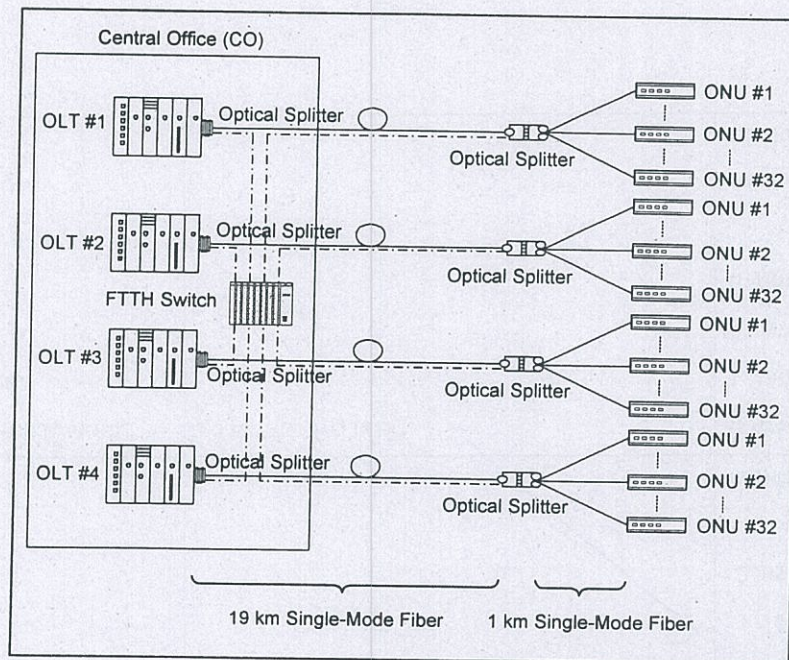 Central Office (CO)
OLT #1
Optical Splitter
Optical Splitter
ONU #1
ONU #2
ONU #32
OLT #2
Optical Splitter
Optical Splitter
ONU #1
ONU #2
ONU #32
FTTH Switch
OLT #3
Optical Splitter
Optical Splitter
ONU #1
ONU #2
ONU #32
OLT #4
Optical Splitter
Optical Splitter
ONU #1
ONU #2
ONU #32
19 km Single-Mode Fiber
1 km Single-Mode Fiber